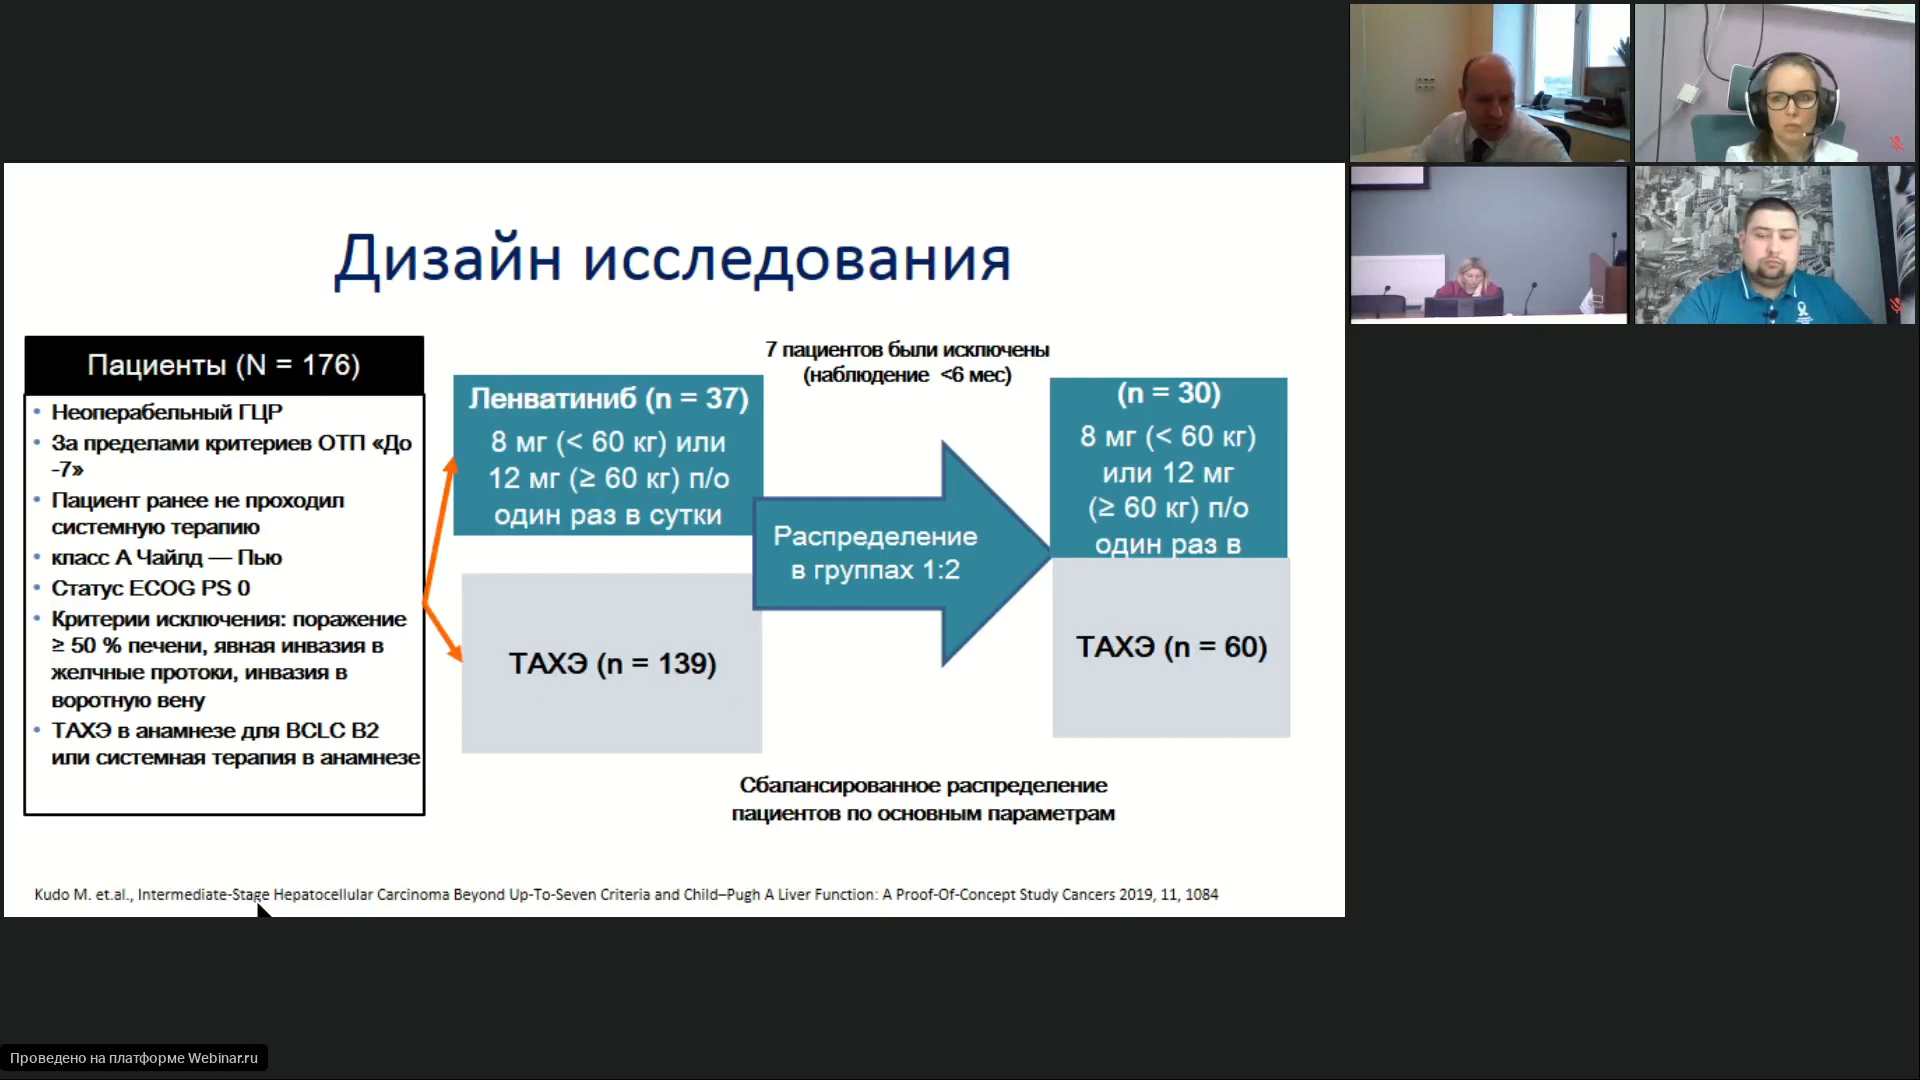 Дизайн исследования
Пациенты (N = 176)
• Неоперабельный ГЦР
• За пределами критериев ОТП «До
-7»
• Пациент ранее не проходил
системную терапию
• класс A Чайлд — Пью
• Статус ECOG PS 0
• Критерии исключения: поражение
≥ 50 % печени, явная инвазия в
желчные протоки, инвазия в
воротную вену
• ТАХЭ в анамнезе для BCLC B2
или системная терапия в анамнезе
Ленватиниб (n = 37)
8 мг (< 60 кг) или
12 мг (≥ 60 кг) п/о
один раз в сутки
ТАХЭ (n = 139)
7 пациентов были исключены
(наблюдение <6 мес)
Распределение
в группах 1:2
(n = 30)
8 мг (< 60 кг)
или 12 мг
(≥ 60 кг) п/о
один раз в
ТАХЭ (n = 60)
Сбалансированное распределение
пациентов по основным параметрам
Kudo M. et.al., Intermediate-Stage Hepatocellular Carcinoma Beyond Up-To-Seven Criteria and Child–Pugh A Liver Function: A Proof-Of-Concept Study Cancers 2019, 11, 1084
Проведено на платформе Webinar.ru